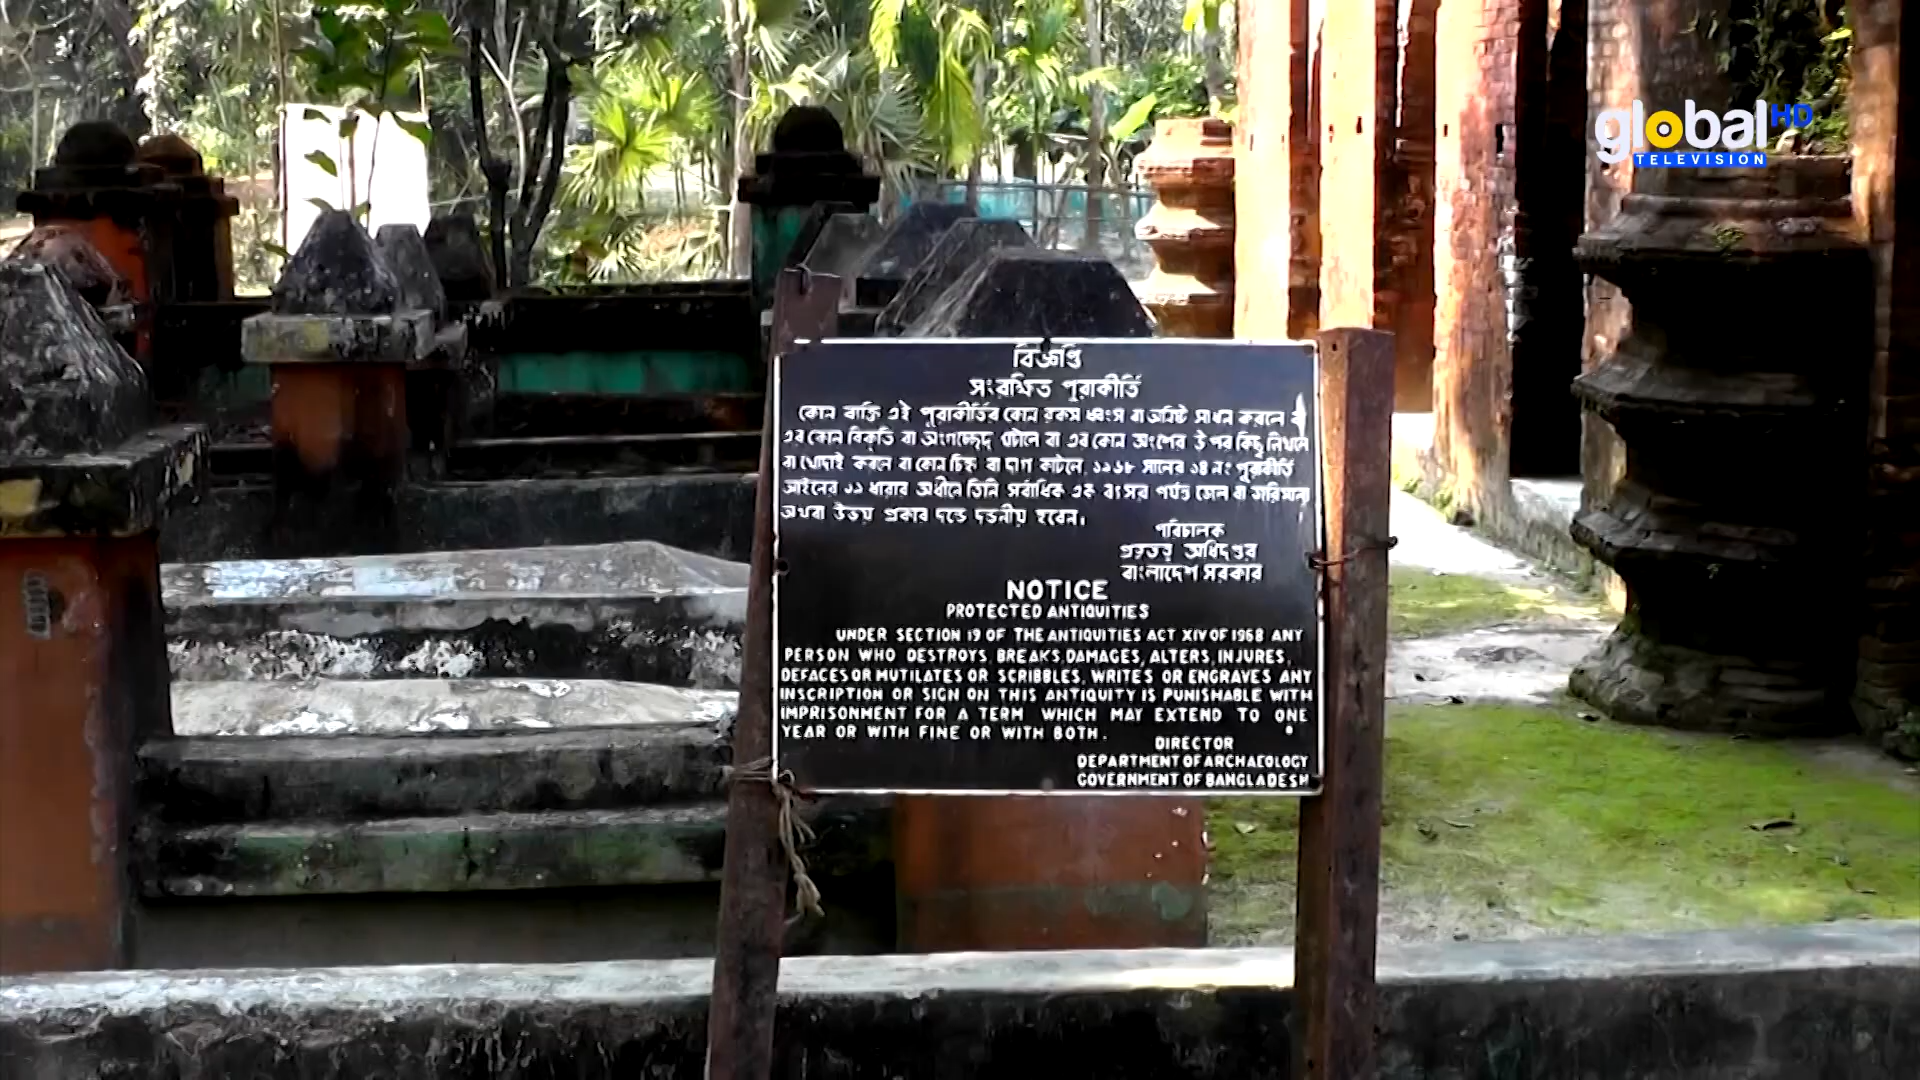 global HD
TELEVISION
বিজ্ঞপ্তি
সংরক্ষিত পুরাকীর্তি
কোন ব্যক্তি এই পুরাকীর্তির কোন রকম ধ্বংস বা অনিষ্ট সাধন করলে বা
এর কোন বিকৃতি বা অংগচ্ছেদ ঘটালে বা এর কোন অংশের উপর কিছু লিখলে
বা খোদাই করলে বা কোন চিহ্ন বা দাগ কাটলে, ১৯৬৮ সালের ১৪ নং পুরাকীর্তি
আইনের ১৯ ধারার অধীনে তিনি সর্বাধিক এক বৎসর পর্যন্ত জেল বা জরিমানা
অথবা উভয় প্রকার দন্ডে দন্ডনীয় হবেন।
পরিচালক
প্রত্নতত্ত্ব অধিদপ্তর
বাংলাদেশ সরকার
NOTICE
PROTECTED ANTIQUITIES
UNDER SECTION 19 OF THE ANTIQUITIES ACT XIV OF 1968 ANY
PERSON WHO DESTROYS, BREAKS, DAMAGES, ALTERS, INJURES,
DEFACES OR MUTILATES OR SCRIBBLES, WRITES OR ENGRAVES ANY
INSCRIPTION OR SIGN ON THIS ANTIQUITY IS PUNISHABLE WITH
IMPRISONMENT FOR A TERM WHICH MAY EXTEND TO ONE
YEAR OR WITH FINE OR WITH BOTH.
DIRECTOR
DEPARTMENT OF ARCHAEOLOGY
GOVERNMENT OF BANGLADESH